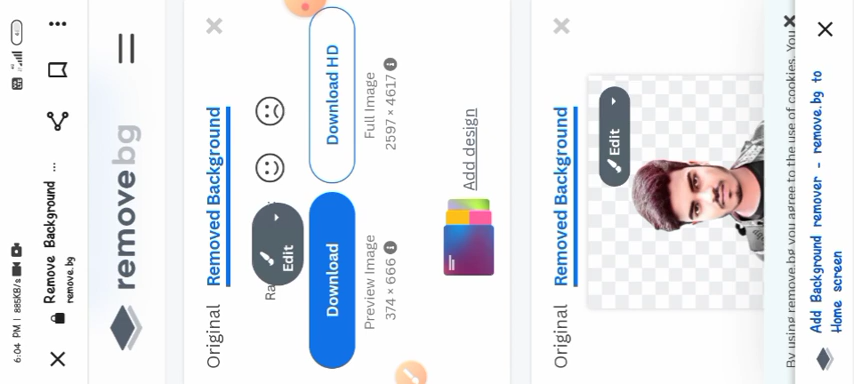 6:04 PM | 885KB/s
Remove Background ...
remove.bg
removebg
Original Removed Background
Edit
Download
Download HD
Preview Image
Full Image
374 × 666
2597 × 4617
Add design
Original Removed Background
Edit
By using remove.bg you agree to the use of cookies. You
Add Background remover - remove.bg to
Home screen